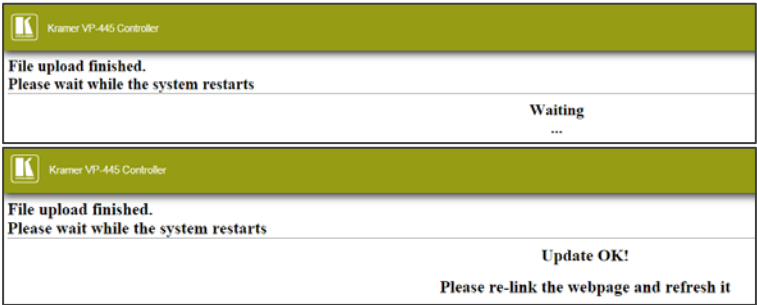 Kramer VP-445 Controller
File upload finished.
Please wait while the system restarts
Waiting
...
Kramer VP-445 Controller
File upload finished.
Please wait while the system restarts
Update OK!
Please re-link the webpage and refresh it